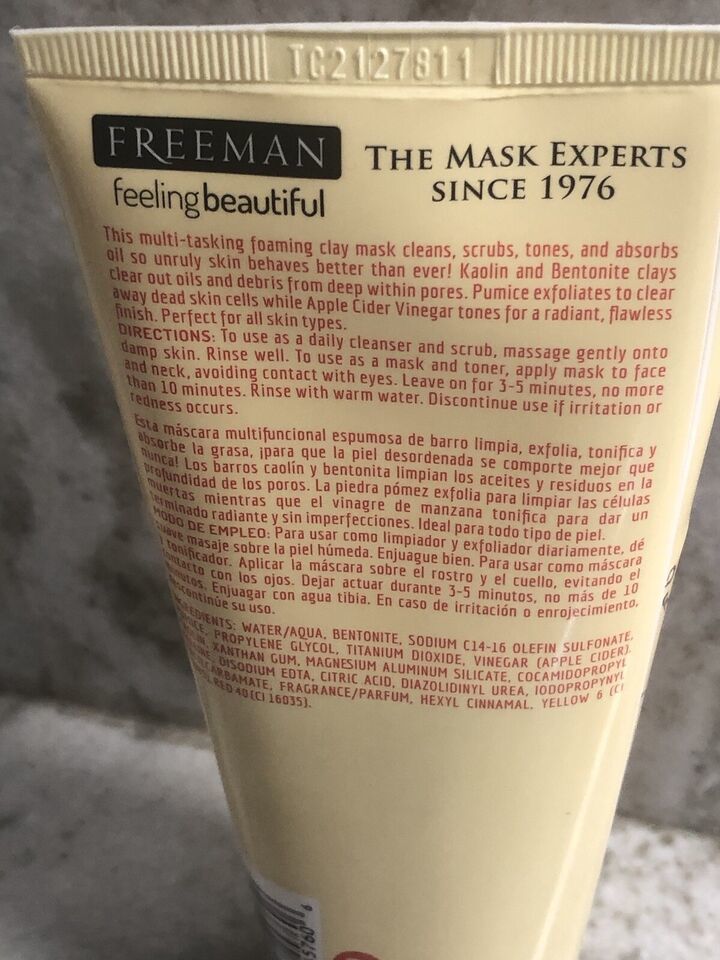 TC2127811
FREEMAN
feelingbeautiful
THE MASK EXPERTS
SINCE 1976
This multi-tasking foaming clay mask cleans, scrubs, tones, and absorbs
oil so unruly skin behaves better than ever! Kaolin and Bentonite clays
clear out oils and debris from deep within pores. Pumice exfoliates to clear
away dead skin cells while Apple Cider Vinegar tones for a radiant, flawless
finish. Perfect for all skin types.
DIRECTIONS: To use as a daily cleanser and scrub, massage gently onto
damp skin. Rinse well. To use as a mask and toner, apply mask to face
and neck, avoiding contact with eyes. Leave on for 3-5 minutes, no more
than 10 minutes. Rinse with warm water. Discontinue use if irritation or
redness occurs.
Esta máscara multifuncional espumosa de barro limpia, exfolia, tonifica y
absorbe la grasa, ¡para que la piel desordenada se comporte mejor que
nunca! Los barros caolín y bentonita limpian los aceites y residuos en la
profundidad de los poros. La piedra pómez exfolia para limpiar las células
muertas mientras que el vinagre de manzana tonifica para dar un
terminado radiante y sin imperfecciones. Ideal para todo tipo de piel.
MODO DE EMPLEO: Para usar como limpiador y exfoliador diariamente, dé
suave masaje sobre la piel húmeda. Enjuague bien. Para usar como máscara
y tonificador. Aplicar la máscara sobre el rostro y el cuello, evitando el
contacto con los ojos. Dejar actuar durante 3-5 minutos, no más de 10
minutos. Enjuagar con agua tibia. En caso de irritación o enrojecimiento,
discontinúe su uso.
INGREDIENTS: WATER/AQUA, BENTONITE, SODIUM C14-16 OLEFIN SULFONATE,
PROPYLENE GLYCOL, TITANIUM DIOXIDE, VINEGAR (APPLE CIDER),
XANTHAN GUM, MAGNESIUM ALUMINUM SILICATE, COCAMIDOPROPYL
DISODIUM EDTA, CITRIC ACID, DIAZOLIDINYL UREA, IODOPROPYNYL
FRAGRANCE/PARFUM, HEXYL CINNAMAL. YELLOW 6 (CI
RED 40 (CI 16035).